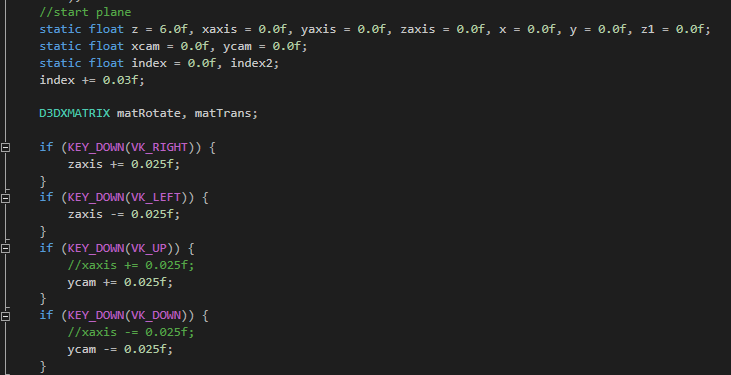 //start plane
static float z = 6.0f, xaxis = 0.0f, yaxis = 0.0f, zaxis = 0.0f, x = 0.0f, y = 0.0f, z1 = 0.0f;
static float xcam = 0.0f, ycam = 0.0f;
static float index = 0.0f, index2;
index += 0.03f;
D3DXMATRIX matRotate, matTrans;
if (KEY_DOWN(VK_RIGHT)) {
zaxis += 0.025f;
}
if (KEY_DOWN(VK_LEFT)) {
zaxis -= 0.025f;
}
if (KEY_DOWN(VK_UP)) {
//xaxis += 0.025f;
ycam += 0.025f;
}
if (KEY_DOWN(VK_DOWN)) {
//xaxis -= 0.025f;
ycam -= 0.025f;
}